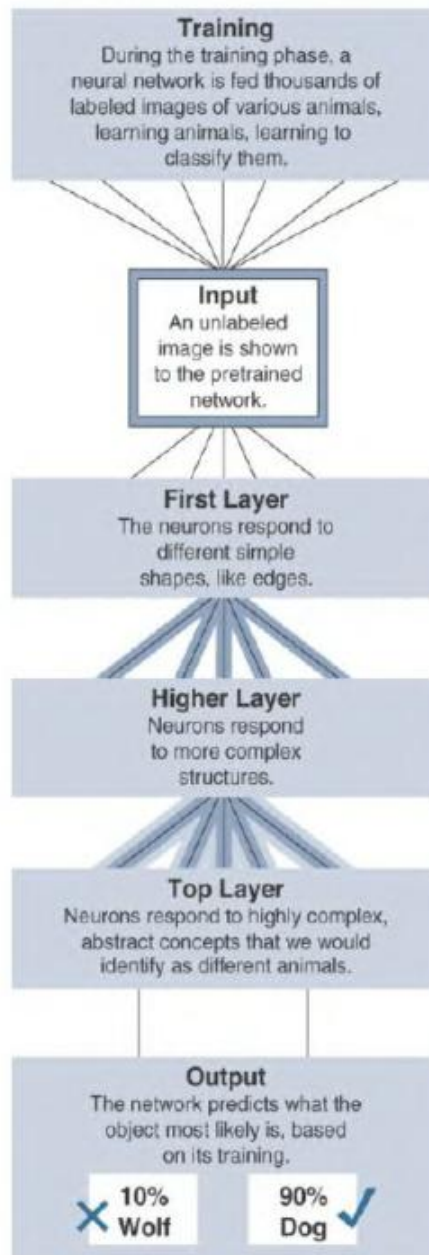 Training
During the training phase, a
neural network is fed thousands of
labeled images of various animals,
learning animals, learning to
classify them.
Input
An unlabeled
image is shown
to the pretrained
network.
First Layer
The neurons respond to
different simple
shapes, like edges.
Higher Layer
Neurons respond
to more complex
structures.
Top Layer
Neurons respond to highly complex,
abstract concepts that we would
identify as different animals.
Output
The network predicts what the
object most likely is, based
on its training.
10%
Wolf
90%
Dog